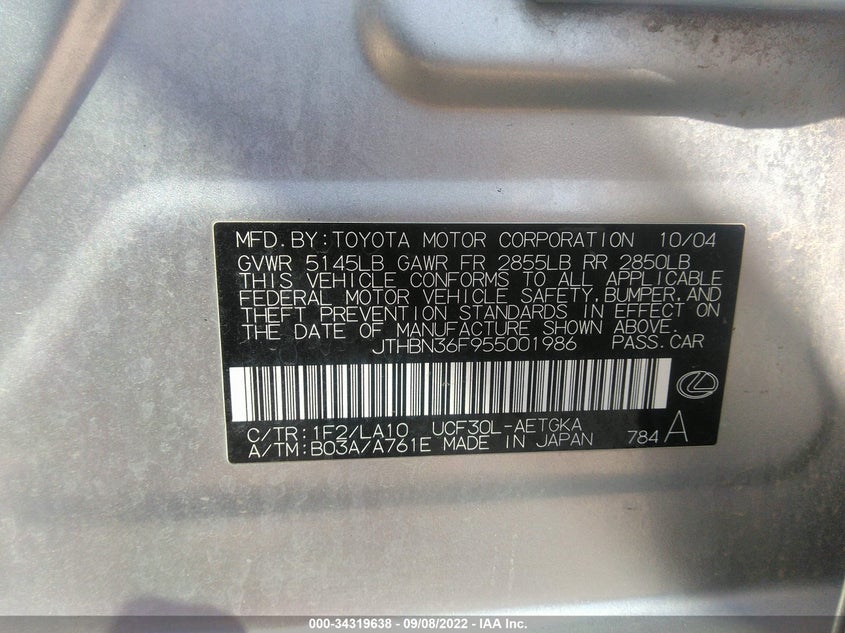 MFD. BY: TOYOTA MOTOR CORPORATION 10/04
GVWR 5145LB GAWR FR 2855LB RR 2850LB
THIS VEHICLE CONFORMS TO ALL APPLICABLE
FEDERAL MOTOR VEHICLE SAFETY, BUMPER, AND
THEFT PREVENTION STANDARDS IN EFFECT ON
THE DATE OF MANUFACTURE SHOWN ABOVE.
JTHBN36F955001986 PASS. CAR
C/TR: 1F2/LA10 UCF30L-AETGKA
A/TM: B03A/A761E MADE IN JAPAN 784 A
000-34319638 - 09/08/2022 - IAA Inc.